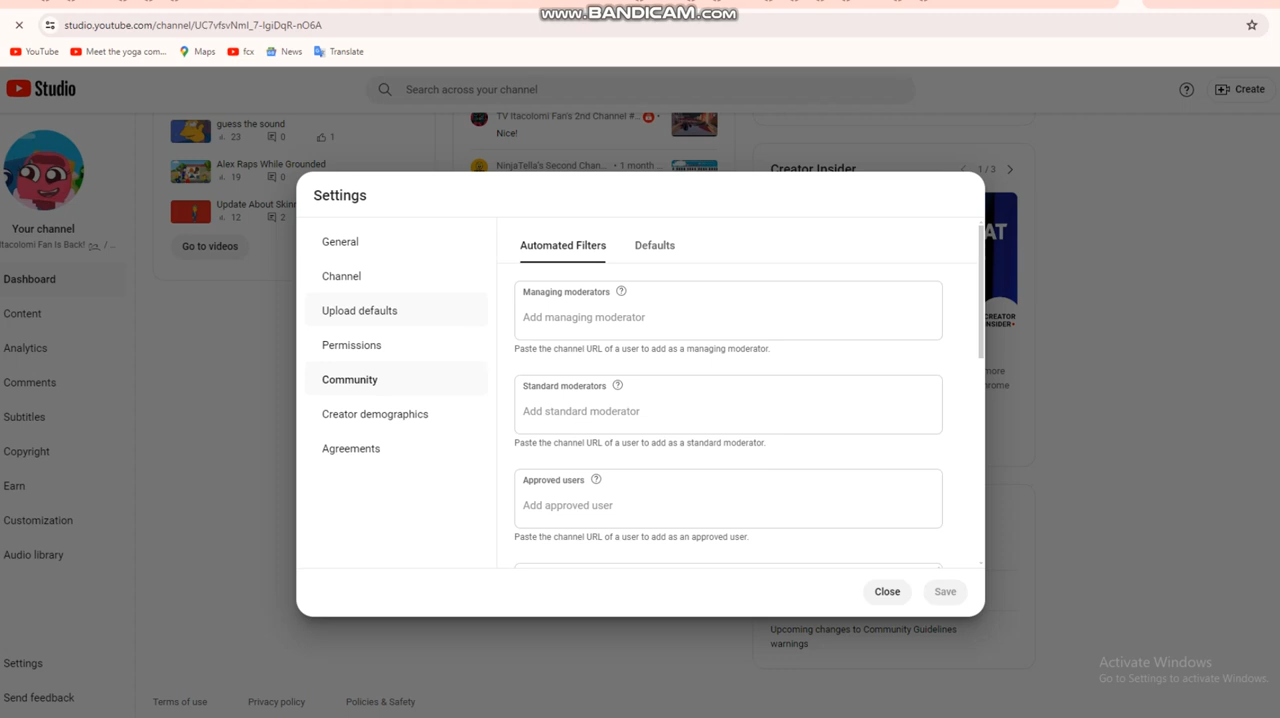 www.BANDICAM.com
studio.youtube.com/channel/UC7vfsvNmI_7-lgiDqR-nO6A
YouTube
Meet the yoga com...
Maps
fcx
News
Translate
Studio
Search across your channel
Create
guess the sound
23 0 1
Alex Raps While Grounded
19 0
Update About Skinn
12 2
Go to videos
TV Itacolomi Fan's 2nd Channel #...
Nice!
NinjaTella's Second Chan... • 1 month
Creator Insider
1 / 3
AT
CREATOR
INSIDER
more
chrome
Your channel
Itacolomi Fan Is Back!
Dashboard
Content
Analytics
Comments
Subtitles
Copyright
Earn
Customization
Audio library
Settings
Send feedback
Settings
General
Channel
Upload defaults
Permissions
Community
Creator demographics
Agreements
Automated Filters
Defaults
Managing moderators
Add managing moderator
Paste the channel URL of a user to add as a managing moderator.
Standard moderators
Add standard moderator
Paste the channel URL of a user to add as a standard moderator.
Approved users
Add approved user
Paste the channel URL of a user to add as an approved user.
Close
Save
Upcoming changes to Community Guidelines
warnings
Terms of use
Privacy policy
Policies & Safety
Activate Windows
Go to Settings to activate Windows.